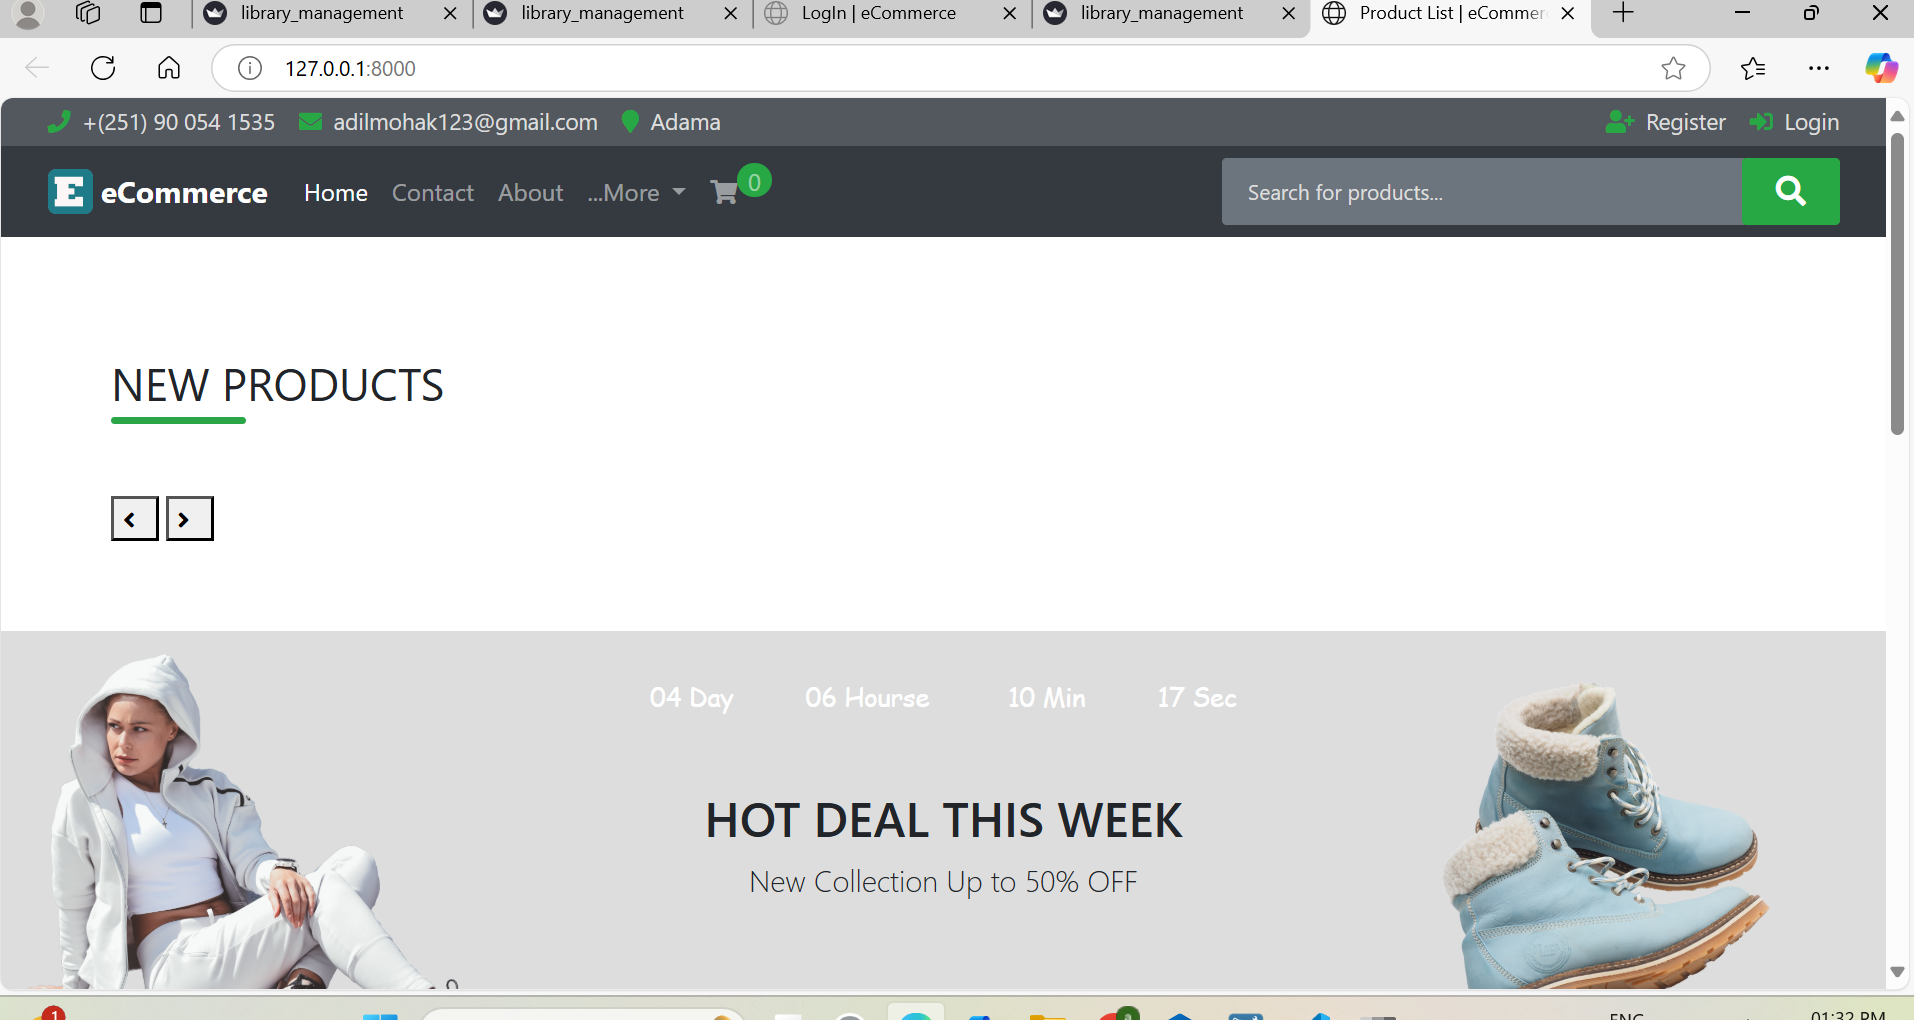 library_management
library_management
LogIn | eCommerce
library_management
Product List | eCommer
127.0.0.1:8000
+(251) 90 054 1535 adilmohak123@gmail.com Adama Register Login
E eCommerce Home Contact About ...More 0 Search for products...
NEW PRODUCTS
04 Day 06 Hourse 10 Min 17 Sec
HOT DEAL THIS WEEK
New Collection Up to 50% OFF
1
ENG 01:32 PM